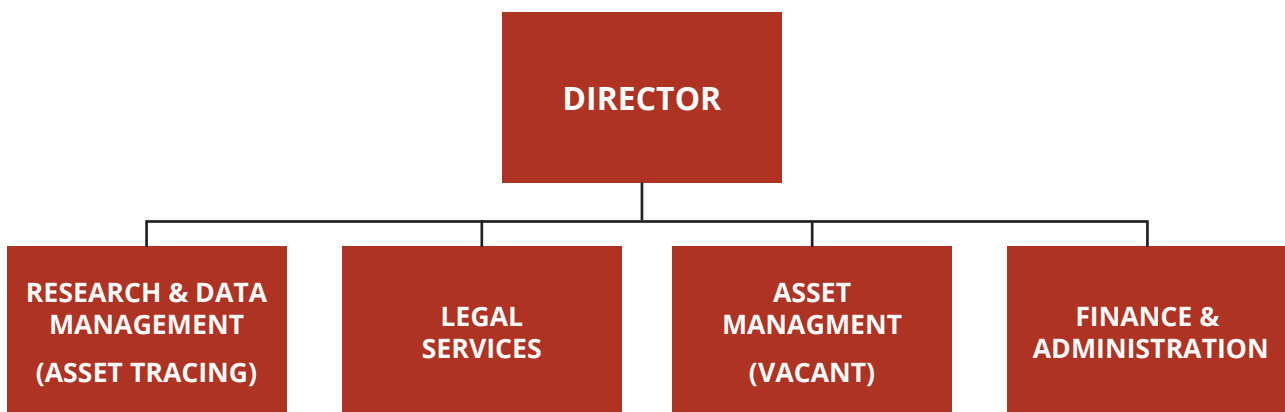 DIRECTOR
RESEARCH & DATA
MANAGEMENT
(ASSET TRACING)
LEGAL
SERVICES
ASSET
MANAGMENT
(VACANT)
FINANCE &
ADMINISTRATION